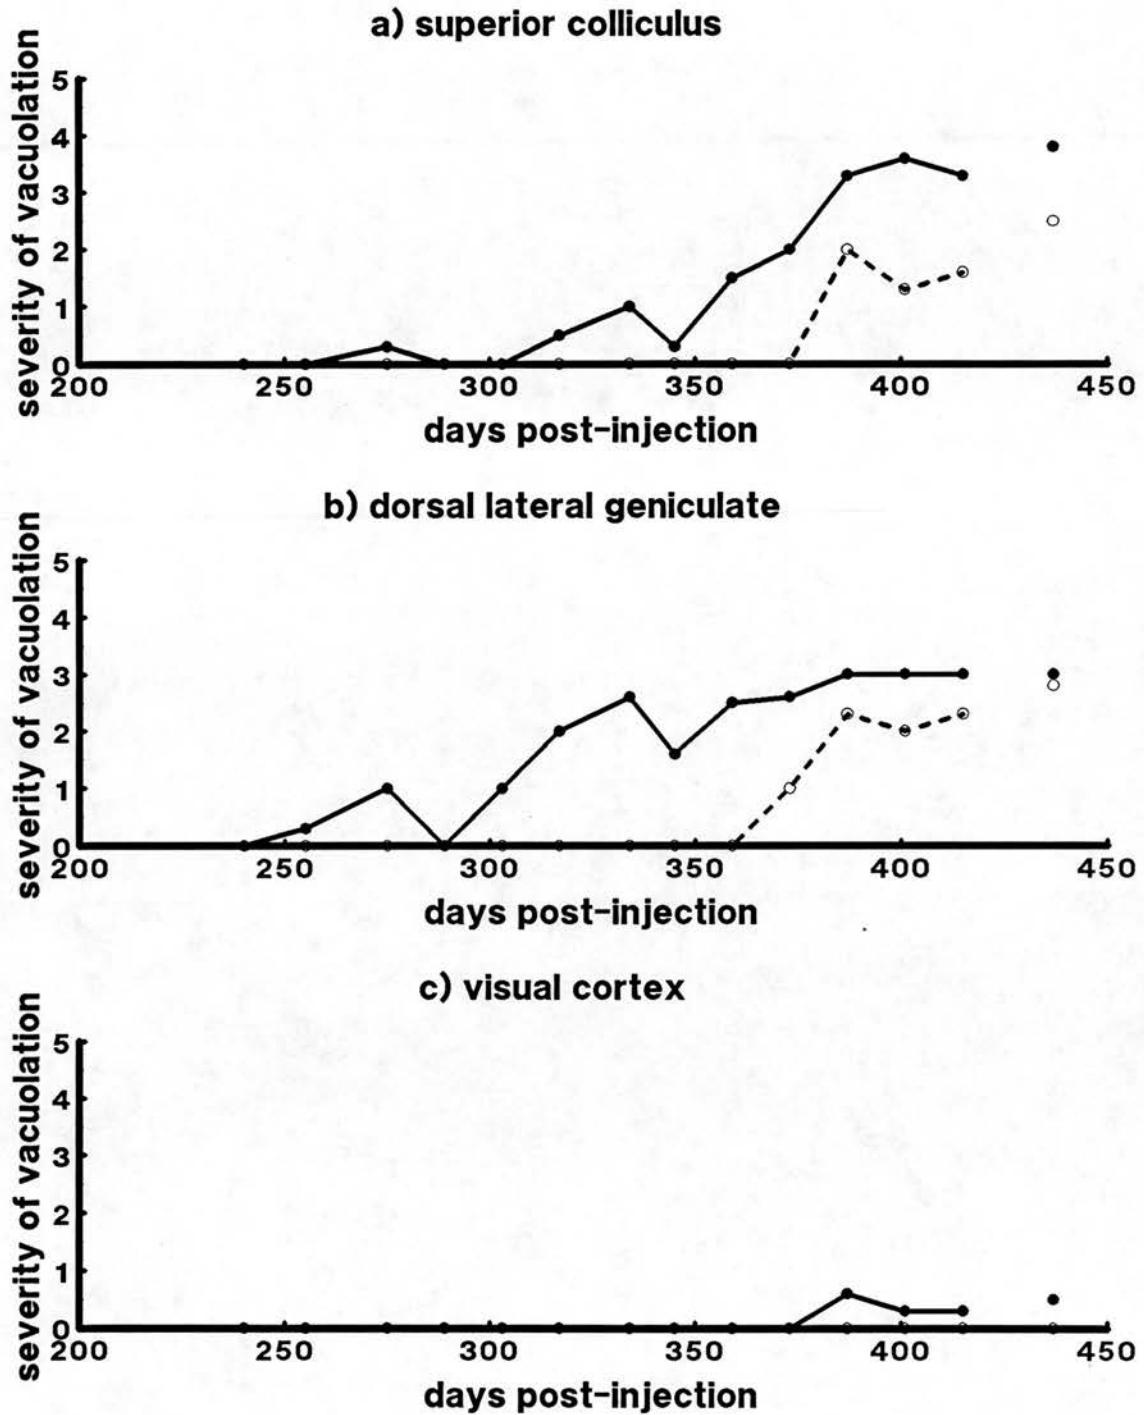 a) superior colliculus
severity of vacuolation
5
4
3
2
1
0
200 250 300 350 400 450
days post-injection
b) dorsal lateral geniculate
severity of vacuolation
5
4
3
2
1
0
200 250 300 350 400 450
days post-injection
c) visual cortex
severity of vacuolation
5
4
3
2
1
0
200 250 300 350 400 450
days post-injection